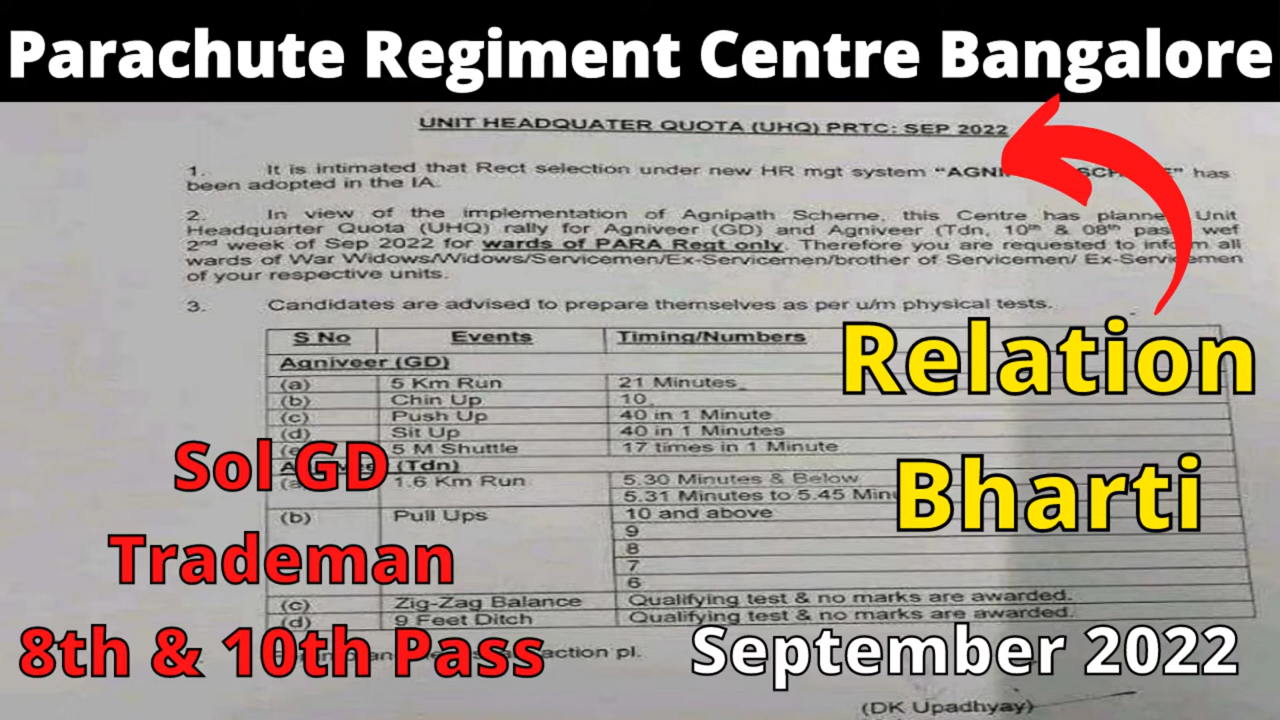 Parachute Regiment Centre Bangalore
UNIT HEADQUATER QUOTA (UHQ) PRTC: SEP 2022
1. It is intimated that Rect selection under new HR mgt system "AGNI has
been adopted in the IA.
2. In view of the implementation of Agnipath Scheme, this Centre has planne Unit
Headquarter Quota (UHQ) rally for Agniveer (GD) and Agniveer (Tdn, 10th & 08th pas wef
2nd week of Sep 2022 for wards of PARA Regt only. Therefore you are requested to inform all
wards of War Widows/Widows/Servicemen/Ex-Servicemen/brother of Servicemen/ Ex-Servicemen
of your respective units.
3. Candidates are advised to prepare themselves as per u/m physical tests.
S No Events Timing/Numbers
Agniveer (GD)
(a) 5 Km Run 21 Minutes
(b) Chin Up 10
(c) Push Up 40 in 1 Minute
(d) Sit Up 40 in 1 Minutes
5 M Shuttle 17 times in 1 Minute
(Tdn)
1.6 Km Run 5.30 Minutes & Below
5.31 Minutes to 5.45 Min
(b) Pull Ups 10 and above
9
8
7
6
(c) Zig-Zag Balance Qualifying test & no marks are awarded.
(d) 9 Feet Ditch Qualifying test & no marks are awarded.
pl.
(DK Upadhyay)
Relation
Bharti
Sol GD
Trademan
8th & 10th Pass
September 2022